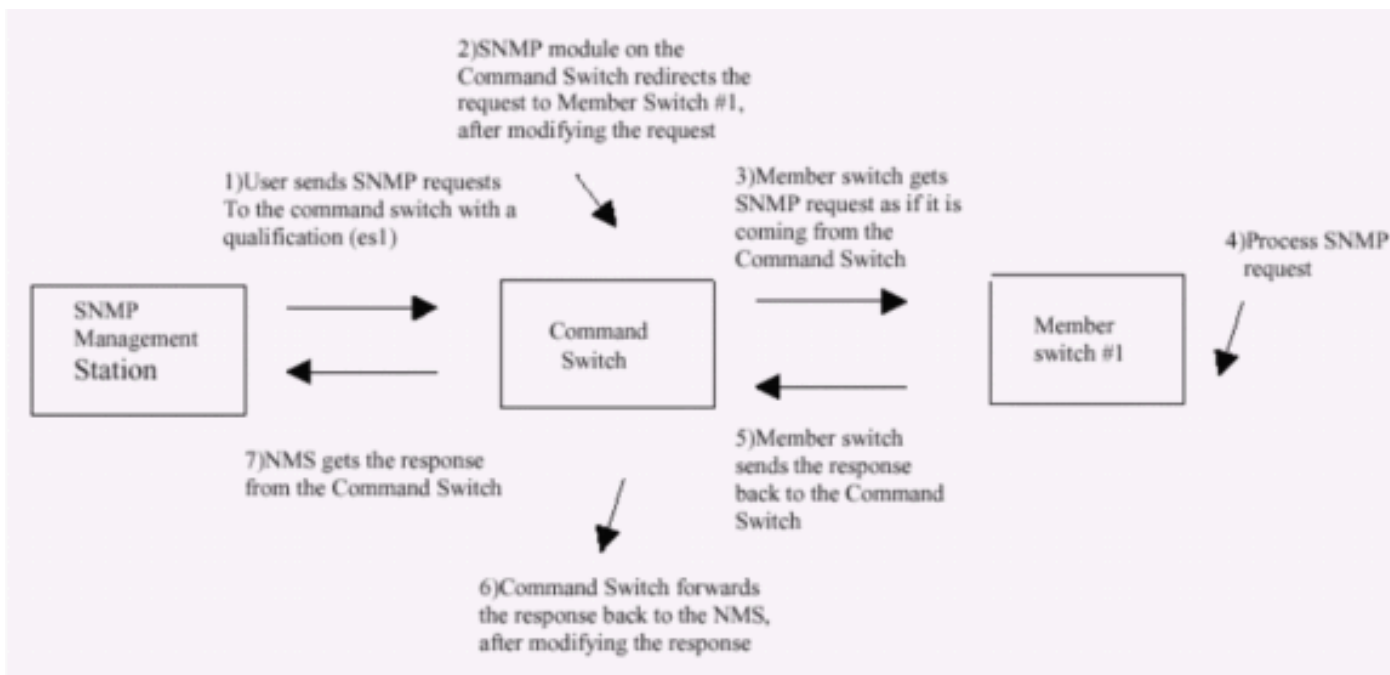 2)SNMP module on the
Command Switch redirects the
request to Member Switch #1,
after modifying the request
1)User sends SNMP requests
To the command switch with a
qualification (es1)
3)Member switch gets
SNMP request as if it is
coming from the
Command Switch
4)Process SNMP
request
SNMP
Management
Station
Command
Switch
Member
switch #1
7)NMS gets the response
from the Command Switch
5)Member switch
sends the response
back to the Command
Switch
6)Command Switch forwards
the response back to the NMS,
after modifying the response